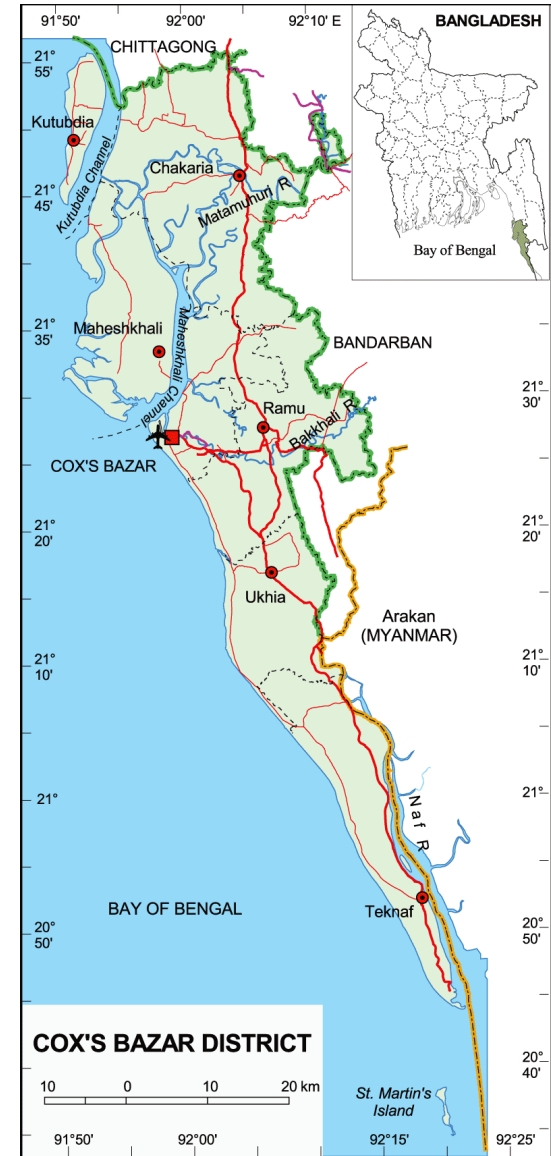 91°50'
92°00'
92°10' E
BANGLADESH
Bay of Bengal
21°
55'
21°
45'
21°
35'
21°
30'
21°
20'
21°
20'
21°
10'
21°
10'
21°
21°
20°
50'
20°
50'
20°
40'
CHITTAGONG
Kutubdia
Kutubdia Channel
Chakaria
Matamuhuri R
Maheshkhali
Maheshkhali Channel
BANDARBAN
Ramu
Bakkhali R
COX'S BAZAR
Ukhia
Arakan
(MYANMAR)
Naf R
BAY OF BENGAL
Teknaf
COX'S BAZAR DISTRICT
10 0 10 20 km
St. Martin's
Island
91°50'
92°00'
92°15'
92°25'